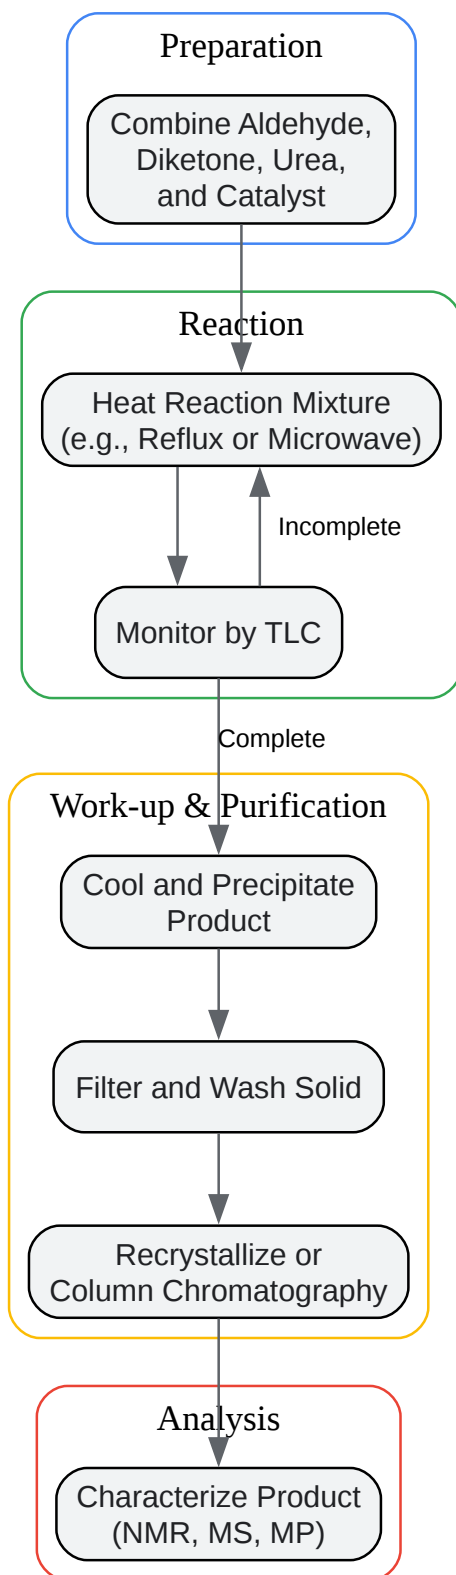 Preparation
Combine Aldehyde,
Diketone, Urea,
and Catalyst
Reaction
Heat Reaction Mixture
(e.g., Reflux or Microwave)
Incomplete
Monitor by TLC
Complete
Work-up & Purification
Cool and Precipitate
Product
Filter and Wash Solid
Recrystallize or
Column Chromatography
Analysis
Characterize Product
(NMR, MS, MP)